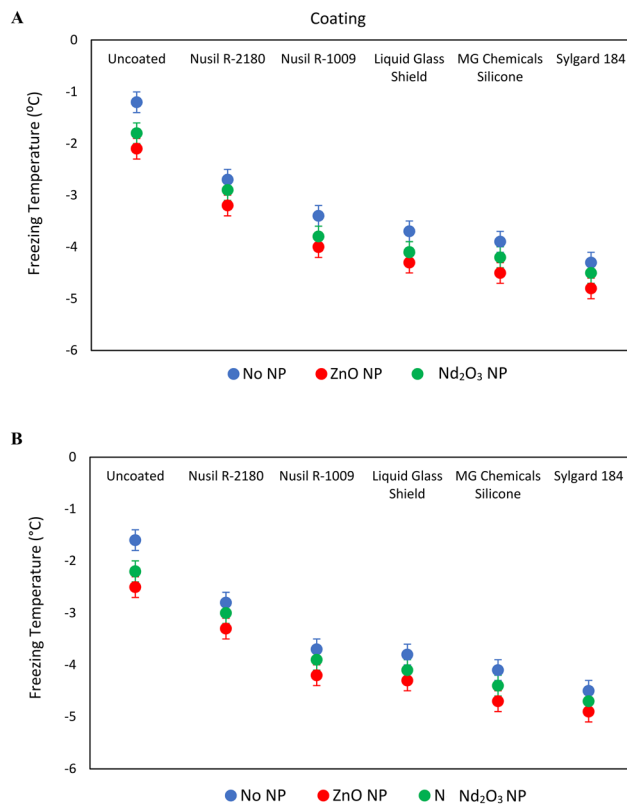 A
Coating
0
Uncoated Nusil R-2180 Nusil R-1009 Liquid Glass Shield MG Chemicals Silicone Sylgard 184
-1
-2
-3
-4
-5
-6
Freezing Temperature (⁰C)
No NP ZnO NP Nd₂O₃ NP
B
0
Uncoated Nusil R-2180 Nusil R-1009 Liquid Glass Shield MG Chemicals Silicone Sylgard 184
-1
-2
-3
-4
-5
-6
Freezing Temperature (°C)
No NP ZnO NP N Nd₂O₃ NP